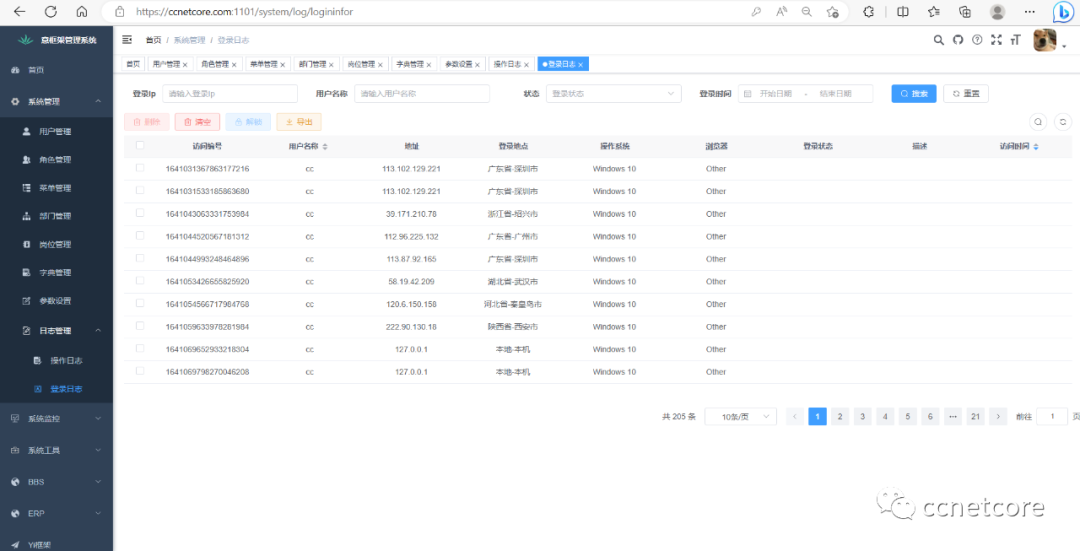 https://ccnetcore.com:1101/system/log/logininfor
意框架管理系统
首页 / 系统管理 / 登录日志
首页 用户管理 × 角色管理 × 菜单管理 × 部门管理 × 岗位管理 × 字典管理 × 参数设置 × 操作日志 × 登录日志 ×
首页
系统管理
用户管理
角色管理
菜单管理
部门管理
岗位管理
字典管理
参数设置
日志管理
操作日志
登录日志
系统监控
系统工具
BBS
ERP
Yi框架
登录Ip 请输入登录Ip 用户名称 请输入用户名称 状态 登录状态 登录时间 开始日期 - 结束日期 搜索 重置
删除 清空 解锁 导出
访问编号 用户名称 地址 登录地点 操作系统 浏览器 登录状态 描述 访问时间
1641031367863177216 cc 113.102.129.221 广东省-深圳市 Windows 10 Other
1641031533185863680 cc 113.102.129.221 广东省-深圳市 Windows 10 Other
1641043063331753984 cc 39.171.210.78 浙江省-绍兴市 Windows 10 Other
1641044520567181312 cc 112.96.225.132 广东省-广州市 Windows 10 Other
1641044993248464896 cc 113.87.92.165 广东省-深圳市 Windows 10 Other
1641053426655825920 cc 58.19.42.209 湖北省-武汉市 Windows 10 Other
1641054566717984768 cc 120.6.150.158 河北省-秦皇岛市 Windows 10 Other
1641059633978281984 cc 222.90.130.18 陕西省-西安市 Windows 10 Other
1641069652933218304 cc 127.0.0.1 本地-本机 Windows 10 Other
1641069798270046208 cc 127.0.0.1 本地-本机 Windows 10 Other
共 205 条 10条/页 1 2 3 4 5 6 ··· 21 前往 1 页
ccnetcore